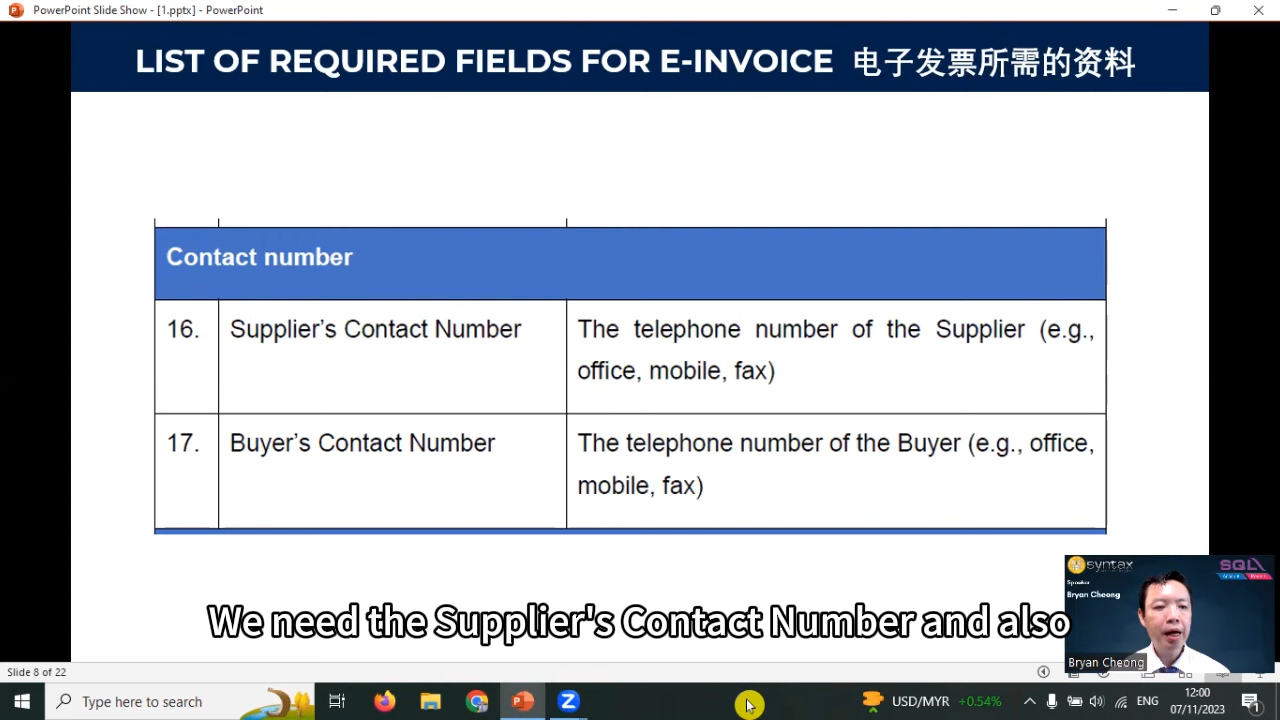 PowerPoint Slide Show - [1.pptx] - PowerPoint
LIST OF REQUIRED FIELDS FOR E-INVOICE 电子发票所需的资料
Contact number
16. Supplier's Contact Number The telephone number of the Supplier (e.g.,
office, mobile, fax)
17. Buyer's Contact Number The telephone number of the Buyer (e.g., office,
mobile, fax)
We need the Supplier's Contact Number and also
syntax
SQL
Speaker
Bryan Cheong
Bryan Cheong
Slide 8 of 22
Type here to search
USD/MYR +0.54%
ENG
12:00
07/11/2023
1